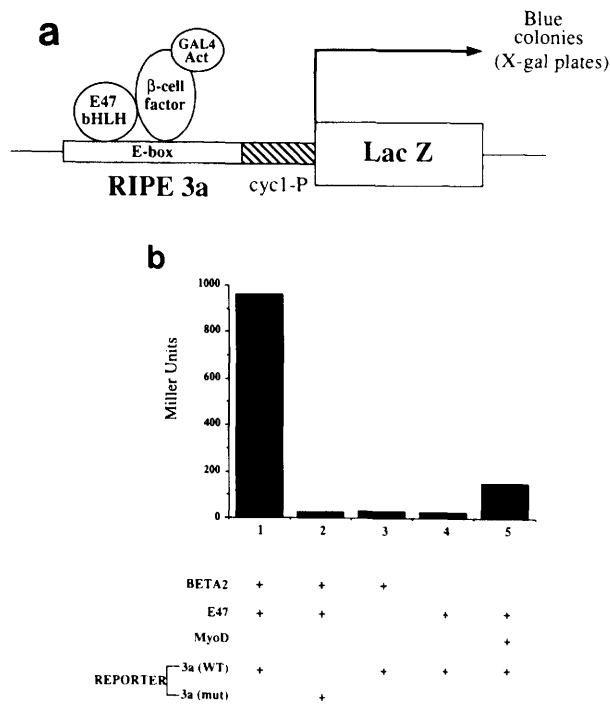 a
Blue
colonies
(X-gal plates)
GAL4
Act
β-cell
factor
E47
bHLH
E-box
Lac Z
RIPE 3a
cyc1-P
b
Miller Units
1000
800
600
400
200
0
1 2 3 4 5
BETA2 + + +
E47 + + + +
MyoD +
REPORTER
3a (WT) + + + +
3a (mut) +